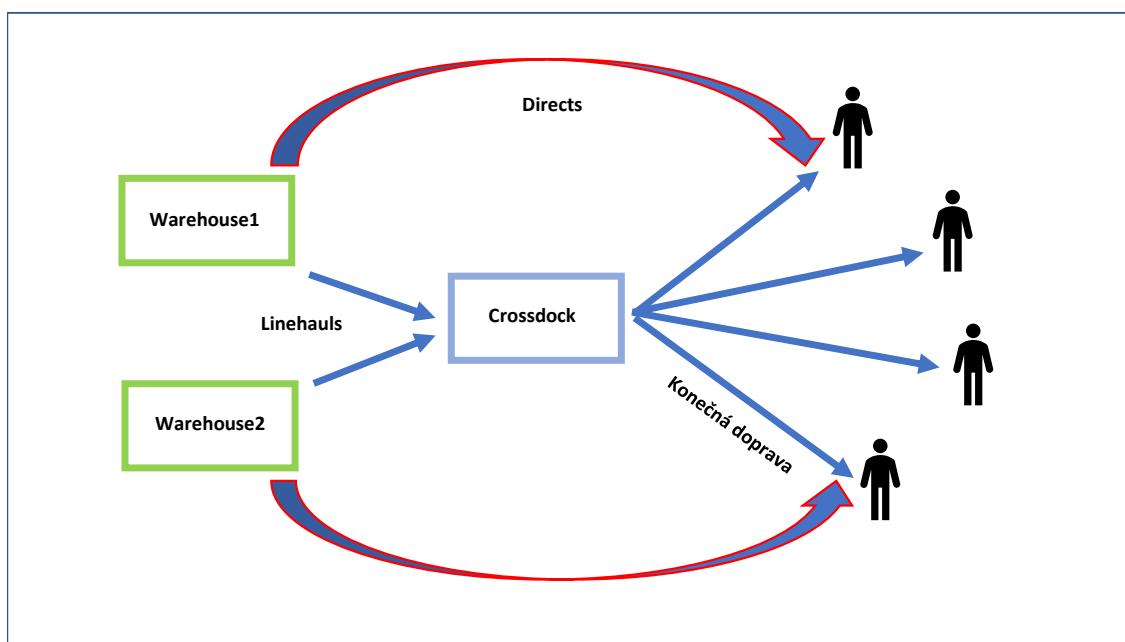 Directs
Warehouse1
Linehauls
Crossdock
Warehouse2
Konečná doprava